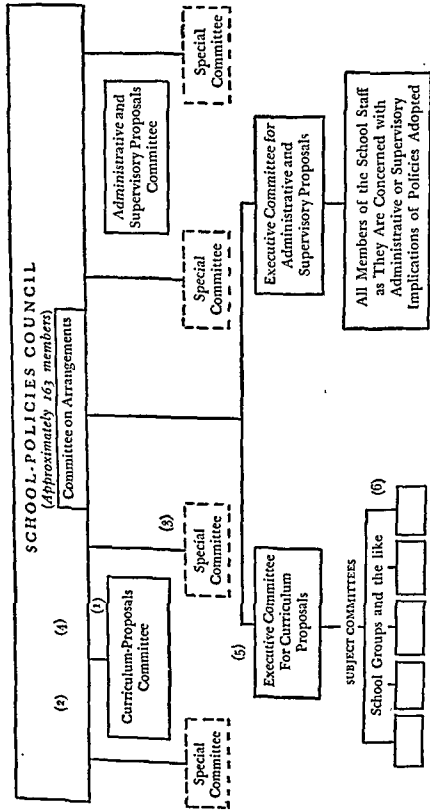 SCHOOL-POLICIES COUNCIL
(Approximately 163 members)
Committee on Arrangements
(2)
(4)
(1)
Curriculum-Proposals
Committee
Administrative and
Supervisory Proposals
Committee
Special
Committee
(3)
Special
Committee
Special
Committee
Special
Committee
(5)
Executive Committee
For Curriculum
Proposals
Executive Committee for
Administrative and
Supervisory Proposals
SUBJECT COMMITTEES
School Groups and the like
(6)
All Members of the School Staff
as They Are Concerned with
Administrative or Supervisory
Implications of Policies Adopted